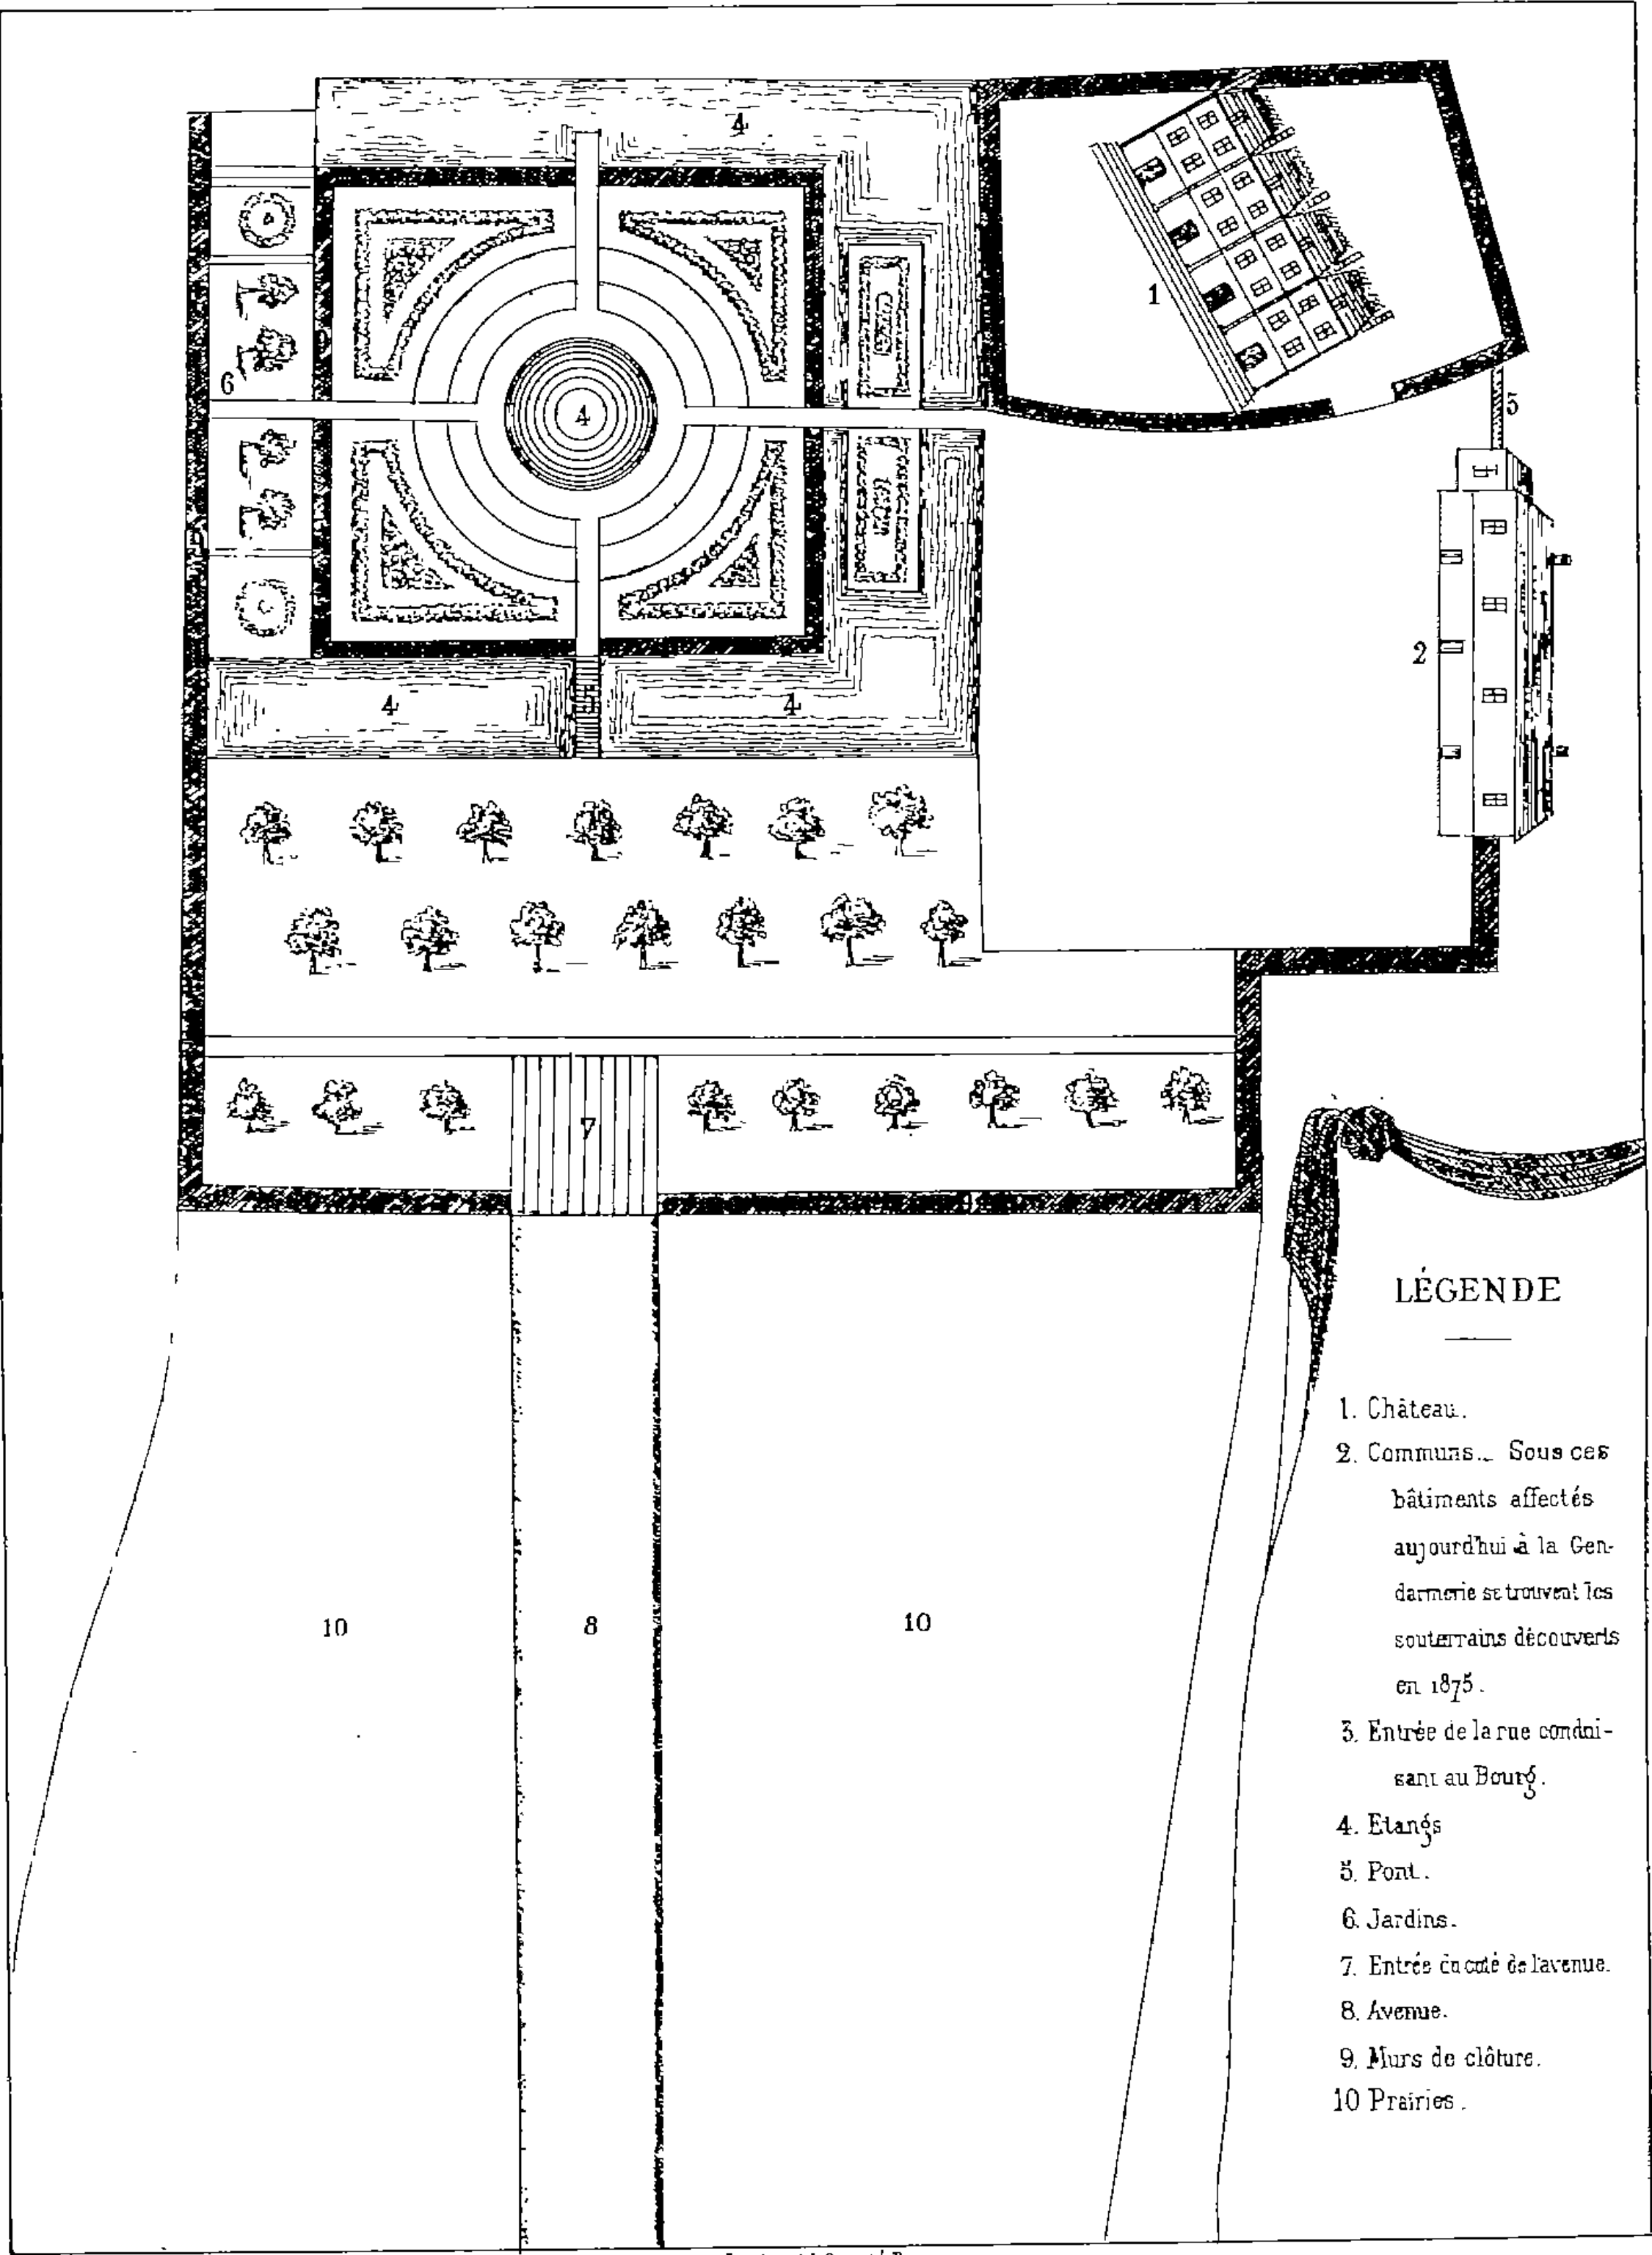 4
1
3
6
4
2
4
5
4
7
9
10
8
10
LÉGENDE
1. Château.
2. Communs._ Sous ces
bâtiments affectés
aujourd'hui à la Gen-
darmerie se trouvent les
souterrains découverts
en 1875.
3. Entrée de la rue condui-
sant au Bourg.
4. Etangs
5. Pont.
6. Jardins.
7. Entrée du coté de l'avenue.
8. Avenue.
9. Murs de clôture.
10 Prairies.